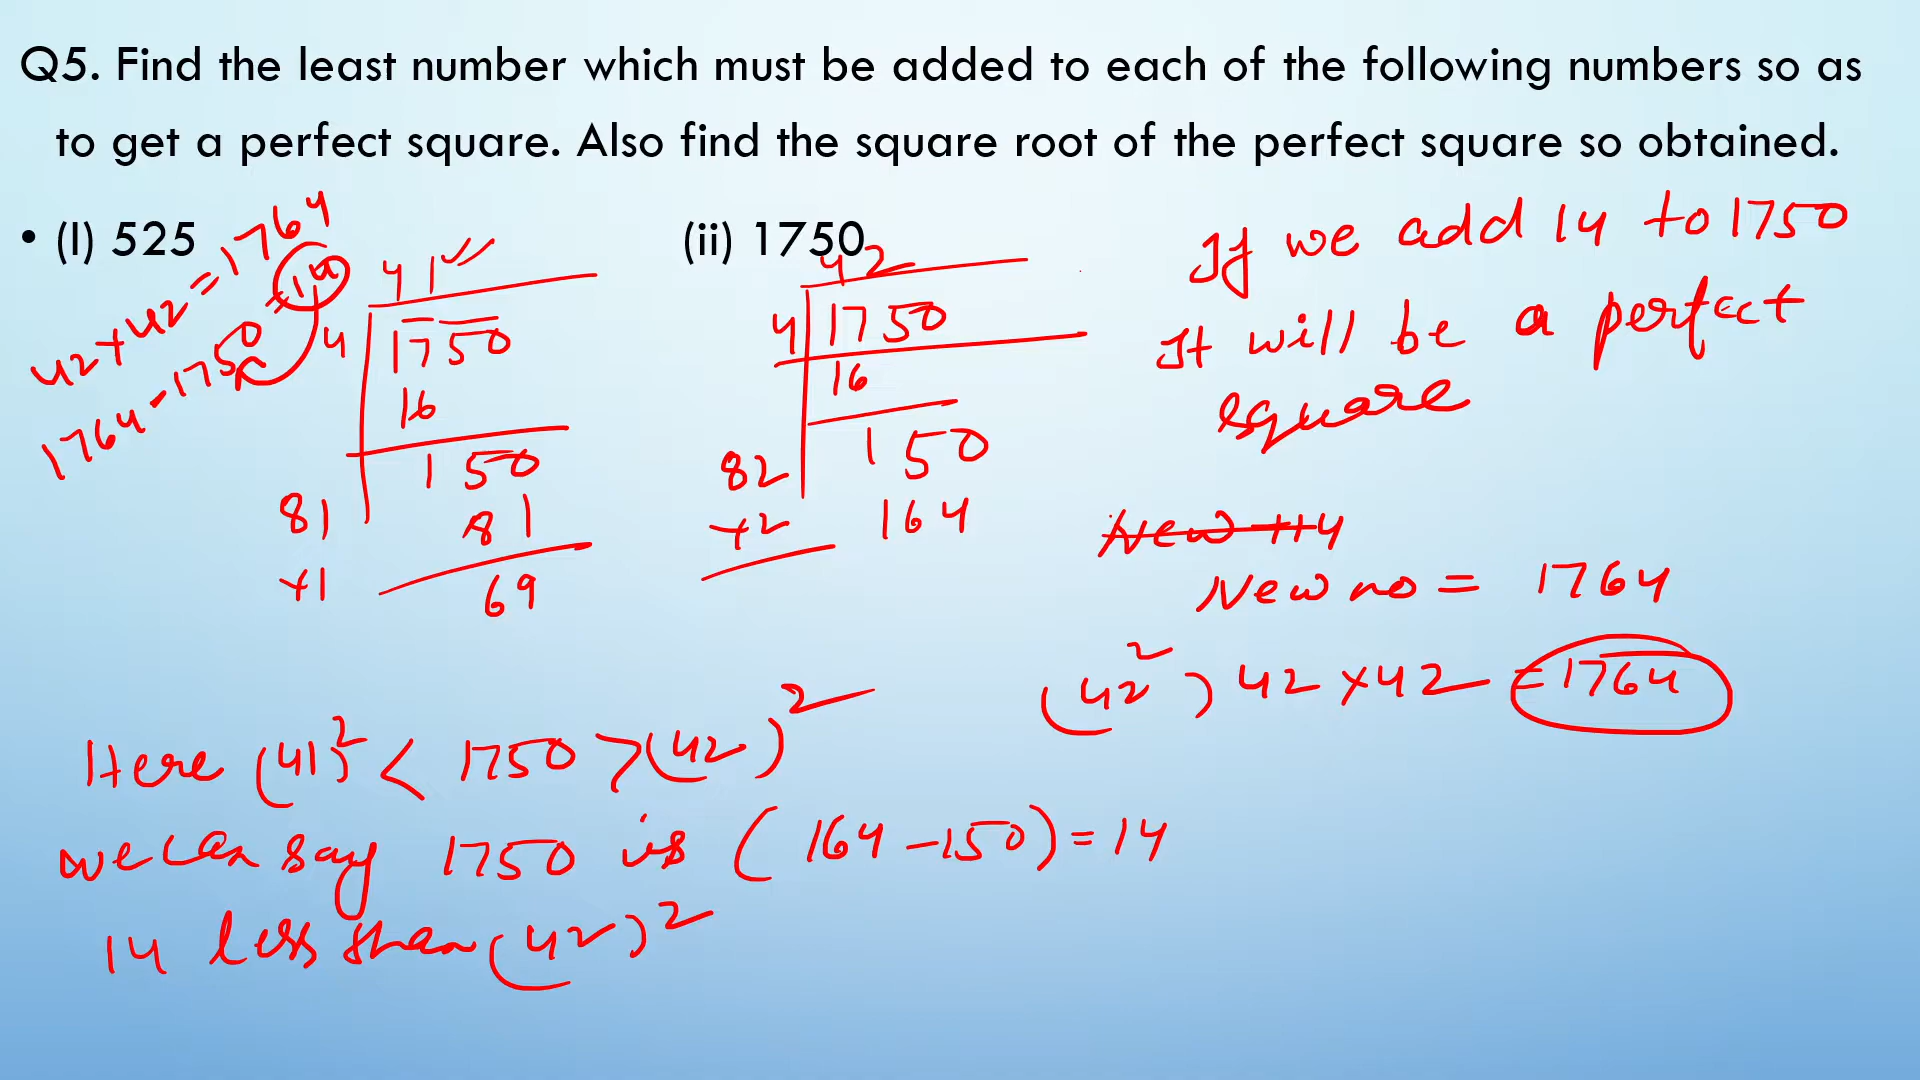 Q5. Find the least number which must be added to each of the following numbers so as
to get a perfect square. Also find the square root of the perfect square so obtained.
• (I) 525
(ii) 1750
42 × 42 = 1764
1764 - 1750 = 14
41
4 1750
16
150
81 81
×1 69
42
4 1750
16
82 150
×2 164
If we add 14 to 1750
It will be a perfect
square
New no = 1764
(42²) 42 × 42 = 1764
Here (41)² < 1750 > (42)²
we can say 1750 is (164 - 150) = 14
14 less than (42)²